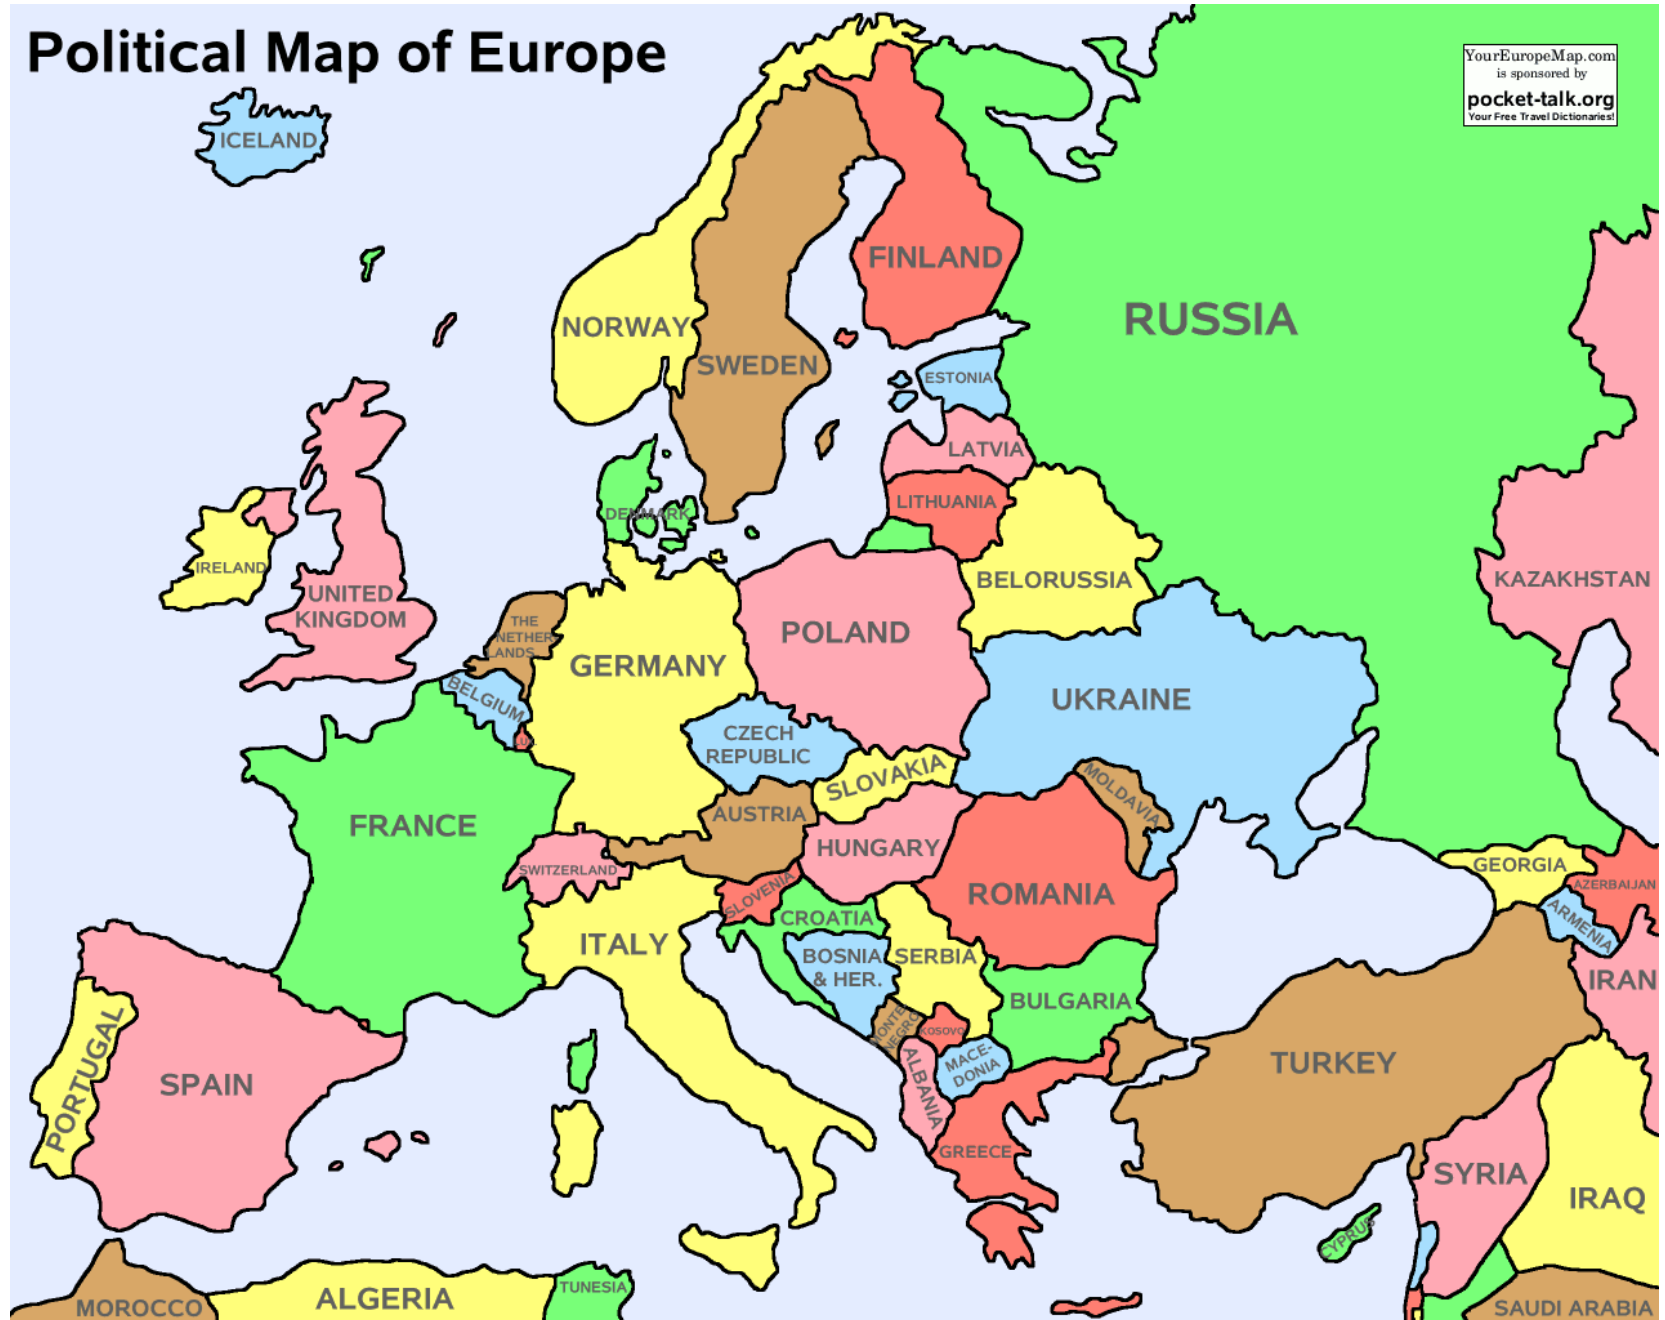 Political Map of Europe
YourEuropeMap.com
is sponsored by
pocket-talk.org
Your Free Travel Dictionaries!
ICELAND
FINLAND
RUSSIA
NORWAY
SWEDEN
ESTONIA
LATVIA
LITHUANIA
DENMARK
IRELAND
UNITED
KINGDOM
BELORUSSIA
KAZAKHSTAN
THE
NETHER
LANDS
POLAND
GERMANY
BELGIUM
LUX.
UKRAINE
CZECH
REPUBLIC
SLOVAKIA
MOLDAVIA
FRANCE
AUSTRIA
HUNGARY
SWITZERLAND
SLOVENIA
ROMANIA
GEORGIA
AZERBAIJAN
ARMENIA
CROATIA
ITALY
BOSNIA
& HER.
SERBIA
IRAN
BULGARIA
MONTE
NEGRO
KOSOVO
MACE-
DONIA
ALBANIA
PORTUGAL
SPAIN
TURKEY
GREECE
SYRIA
IRAQ
CYPRUS
MOROCCO
ALGERIA
TUNESIA
SAUDI ARABIA